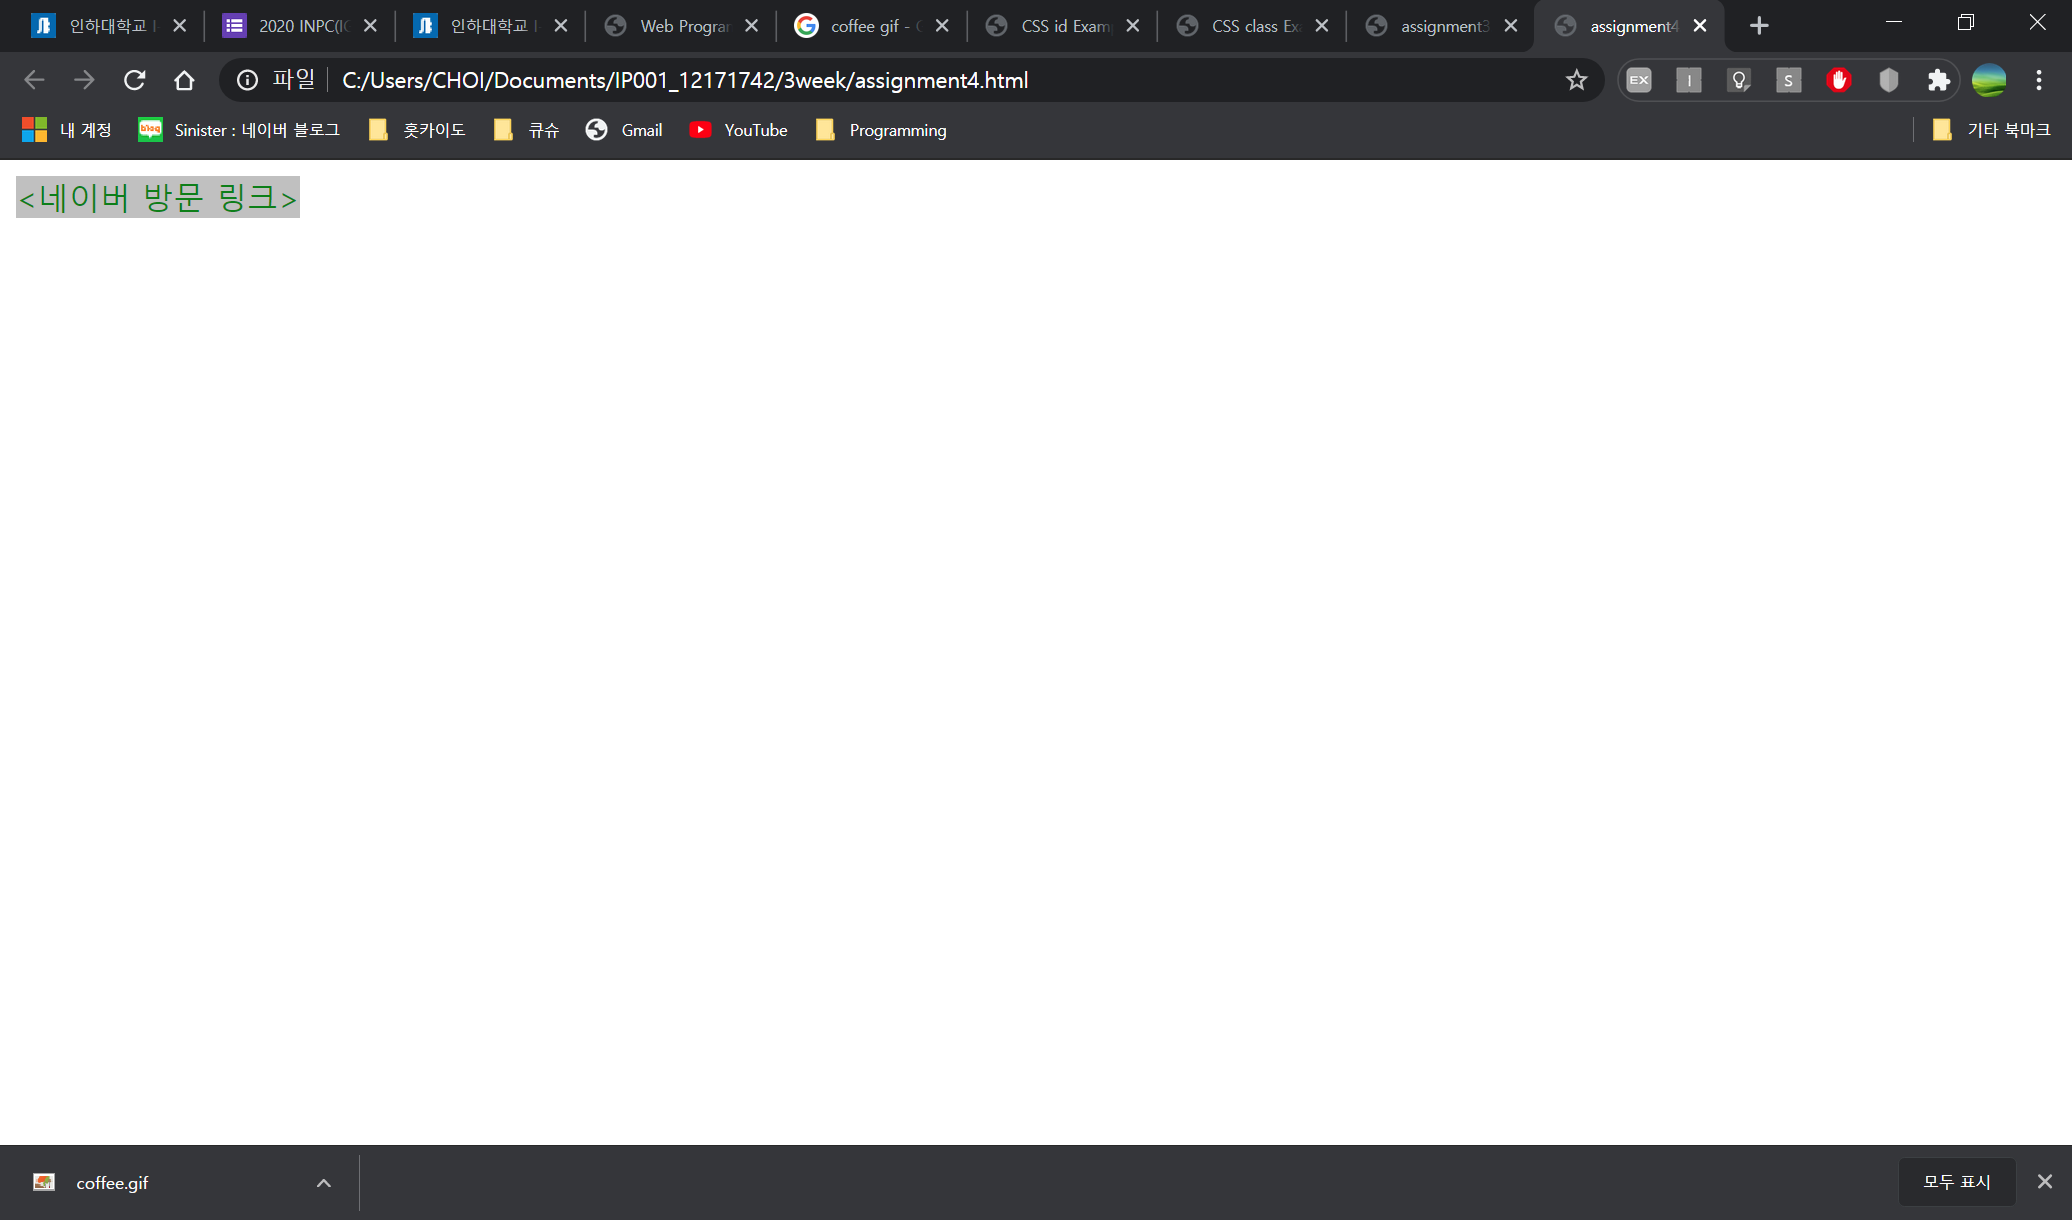 인하대학교 I 2020 INPC(IC 인하대학교 I Web Program coffee gif - G CSS id Exam CSS class Exa assignment3 assignment4
파일 C:/Users/CHOI/Documents/IP001_12171742/3week/assignment4.html EX I S
내 계정 Sinister : 네이버 블로그 홋카이도 큐슈 Gmail YouTube Programming 기타 북마크
<네이버 방문 링크>
coffee.gif 모두 표시